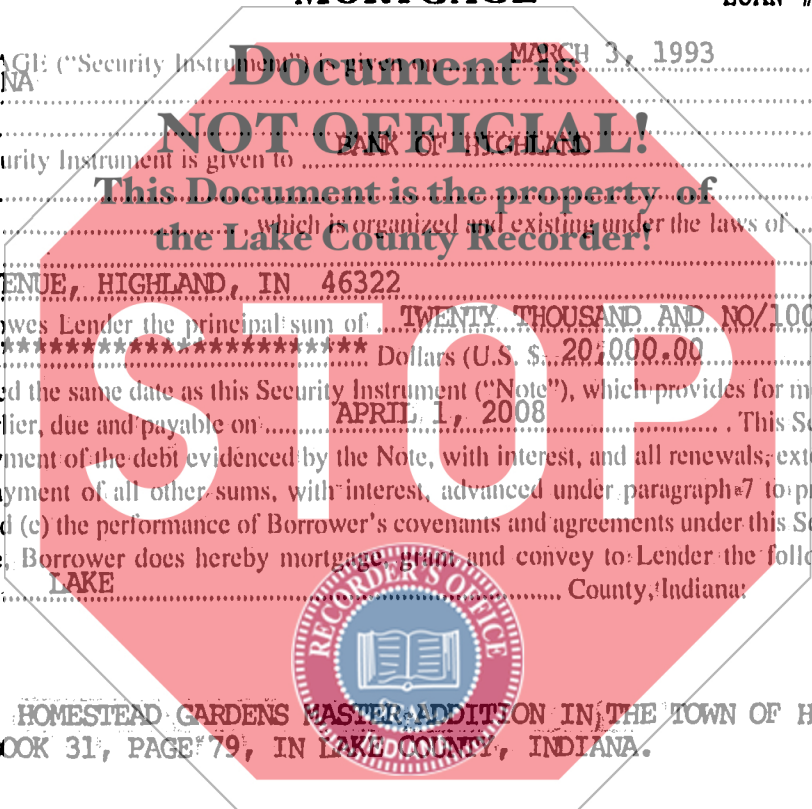 MORTGAGE LOAN #
AGE ("Security Instrument") is given on MARCH 3, 1993
NA
Document is
NOT OFFICIAL!
urity Instrument is given to BANK OF HIGHLAND
This Document is the property of
which is organized and existing under the laws of
the Lake County Recorder!
ENUE, HIGHLAND, IN 46322
owes Lender the principal sum of TWENTY THOUSAND AND NO/100
************************ Dollars (U.S. $ 20,000.00
ed the same date as this Security Instrument ("Note"), which provides for m
lier, due and payable on APRIL 1, 2008 . This Se
yment of the debt evidenced by the Note, with interest, and all renewals, exte
ayment of all other sums, with interest, advanced under paragraph 7 to pr
d (c) the performance of Borrower's covenants and agreements under this Se
, Borrower does hereby mortgage, grant and convey to Lender the follo
LAKE County, Indiana:
STOP
RECORDER'S OFFICE
HOMESTEAD GARDENS MASTER ADDITION IN THE TOWN OF H
OOK 31, PAGE 79, IN LAKE COUNTY, INDIANA.